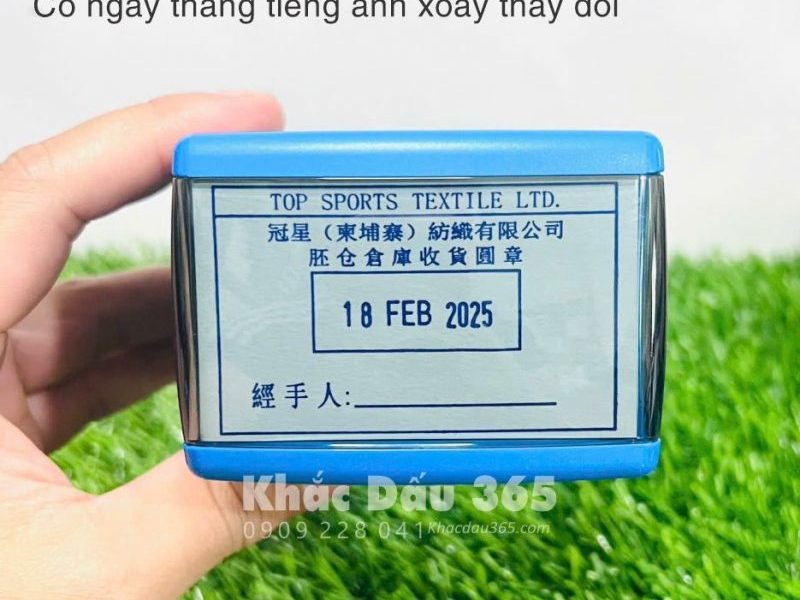 Có ngày tháng tiếng anh xoay thay đổi
TOP SPORTS TEXTILE LTD.
冠星（柬埔寨）紡織有限公司
胚仓倉庫收貨圓章
18 FEB 2025
經手人:
Khắc Dấu 365
0909 228 041 Khacdau365.com